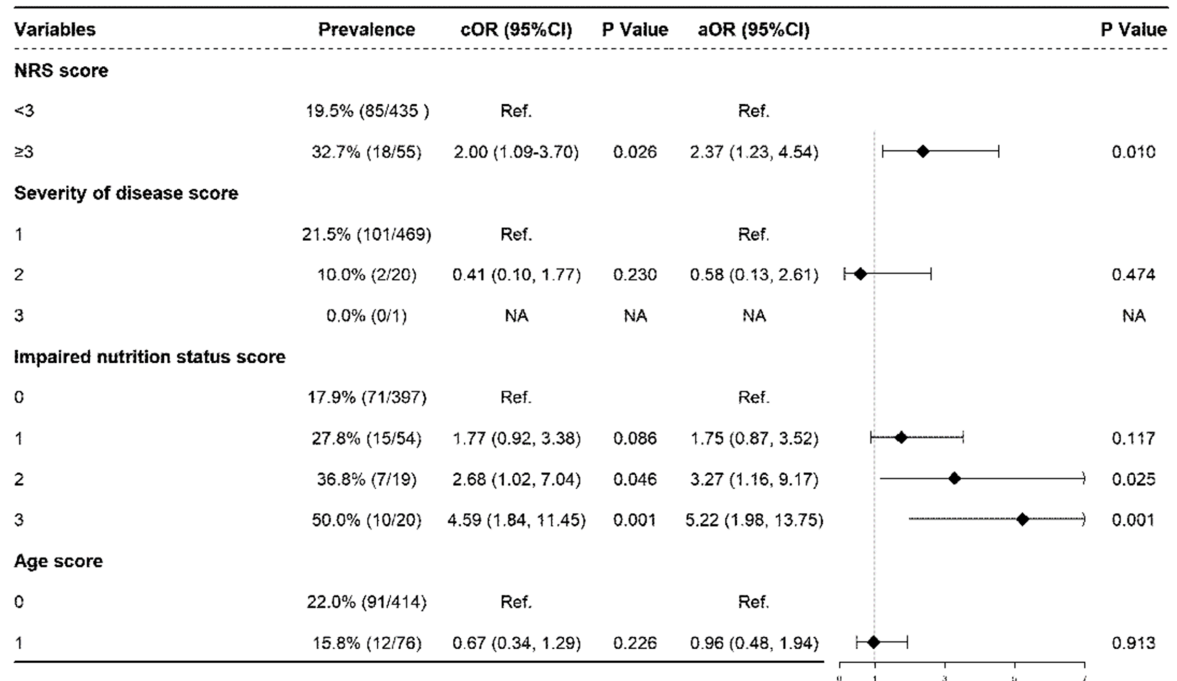 Variables Prevalence cOR (95%CI) P Value aOR (95%CI) P Value
NRS score
<3 19.5% (85/435 ) Ref. Ref.
≥3 32.7% (18/55) 2.00 (1.09-3.70) 0.026 2.37 (1.23, 4.54) 0.010
Severity of disease score
1 21.5% (101/469) Ref. Ref.
2 10.0% (2/20) 0.41 (0.10, 1.77) 0.230 0.58 (0.13, 2.61) 0.474
3 0.0% (0/1) NA NA NA NA
Impaired nutrition status score
0 17.9% (71/397) Ref. Ref.
1 27.8% (15/54) 1.77 (0.92, 3.38) 0.086 1.75 (0.87, 3.52) 0.117
2 36.8% (7/19) 2.68 (1.02, 7.04) 0.046 3.27 (1.16, 9.17) 0.025
3 50.0% (10/20) 4.59 (1.84, 11.45) 0.001 5.22 (1.98, 13.75) 0.001
Age score
0 22.0% (91/414) Ref. Ref.
1 15.8% (12/76) 0.67 (0.34, 1.29) 0.226 0.96 (0.48, 1.94) 0.913